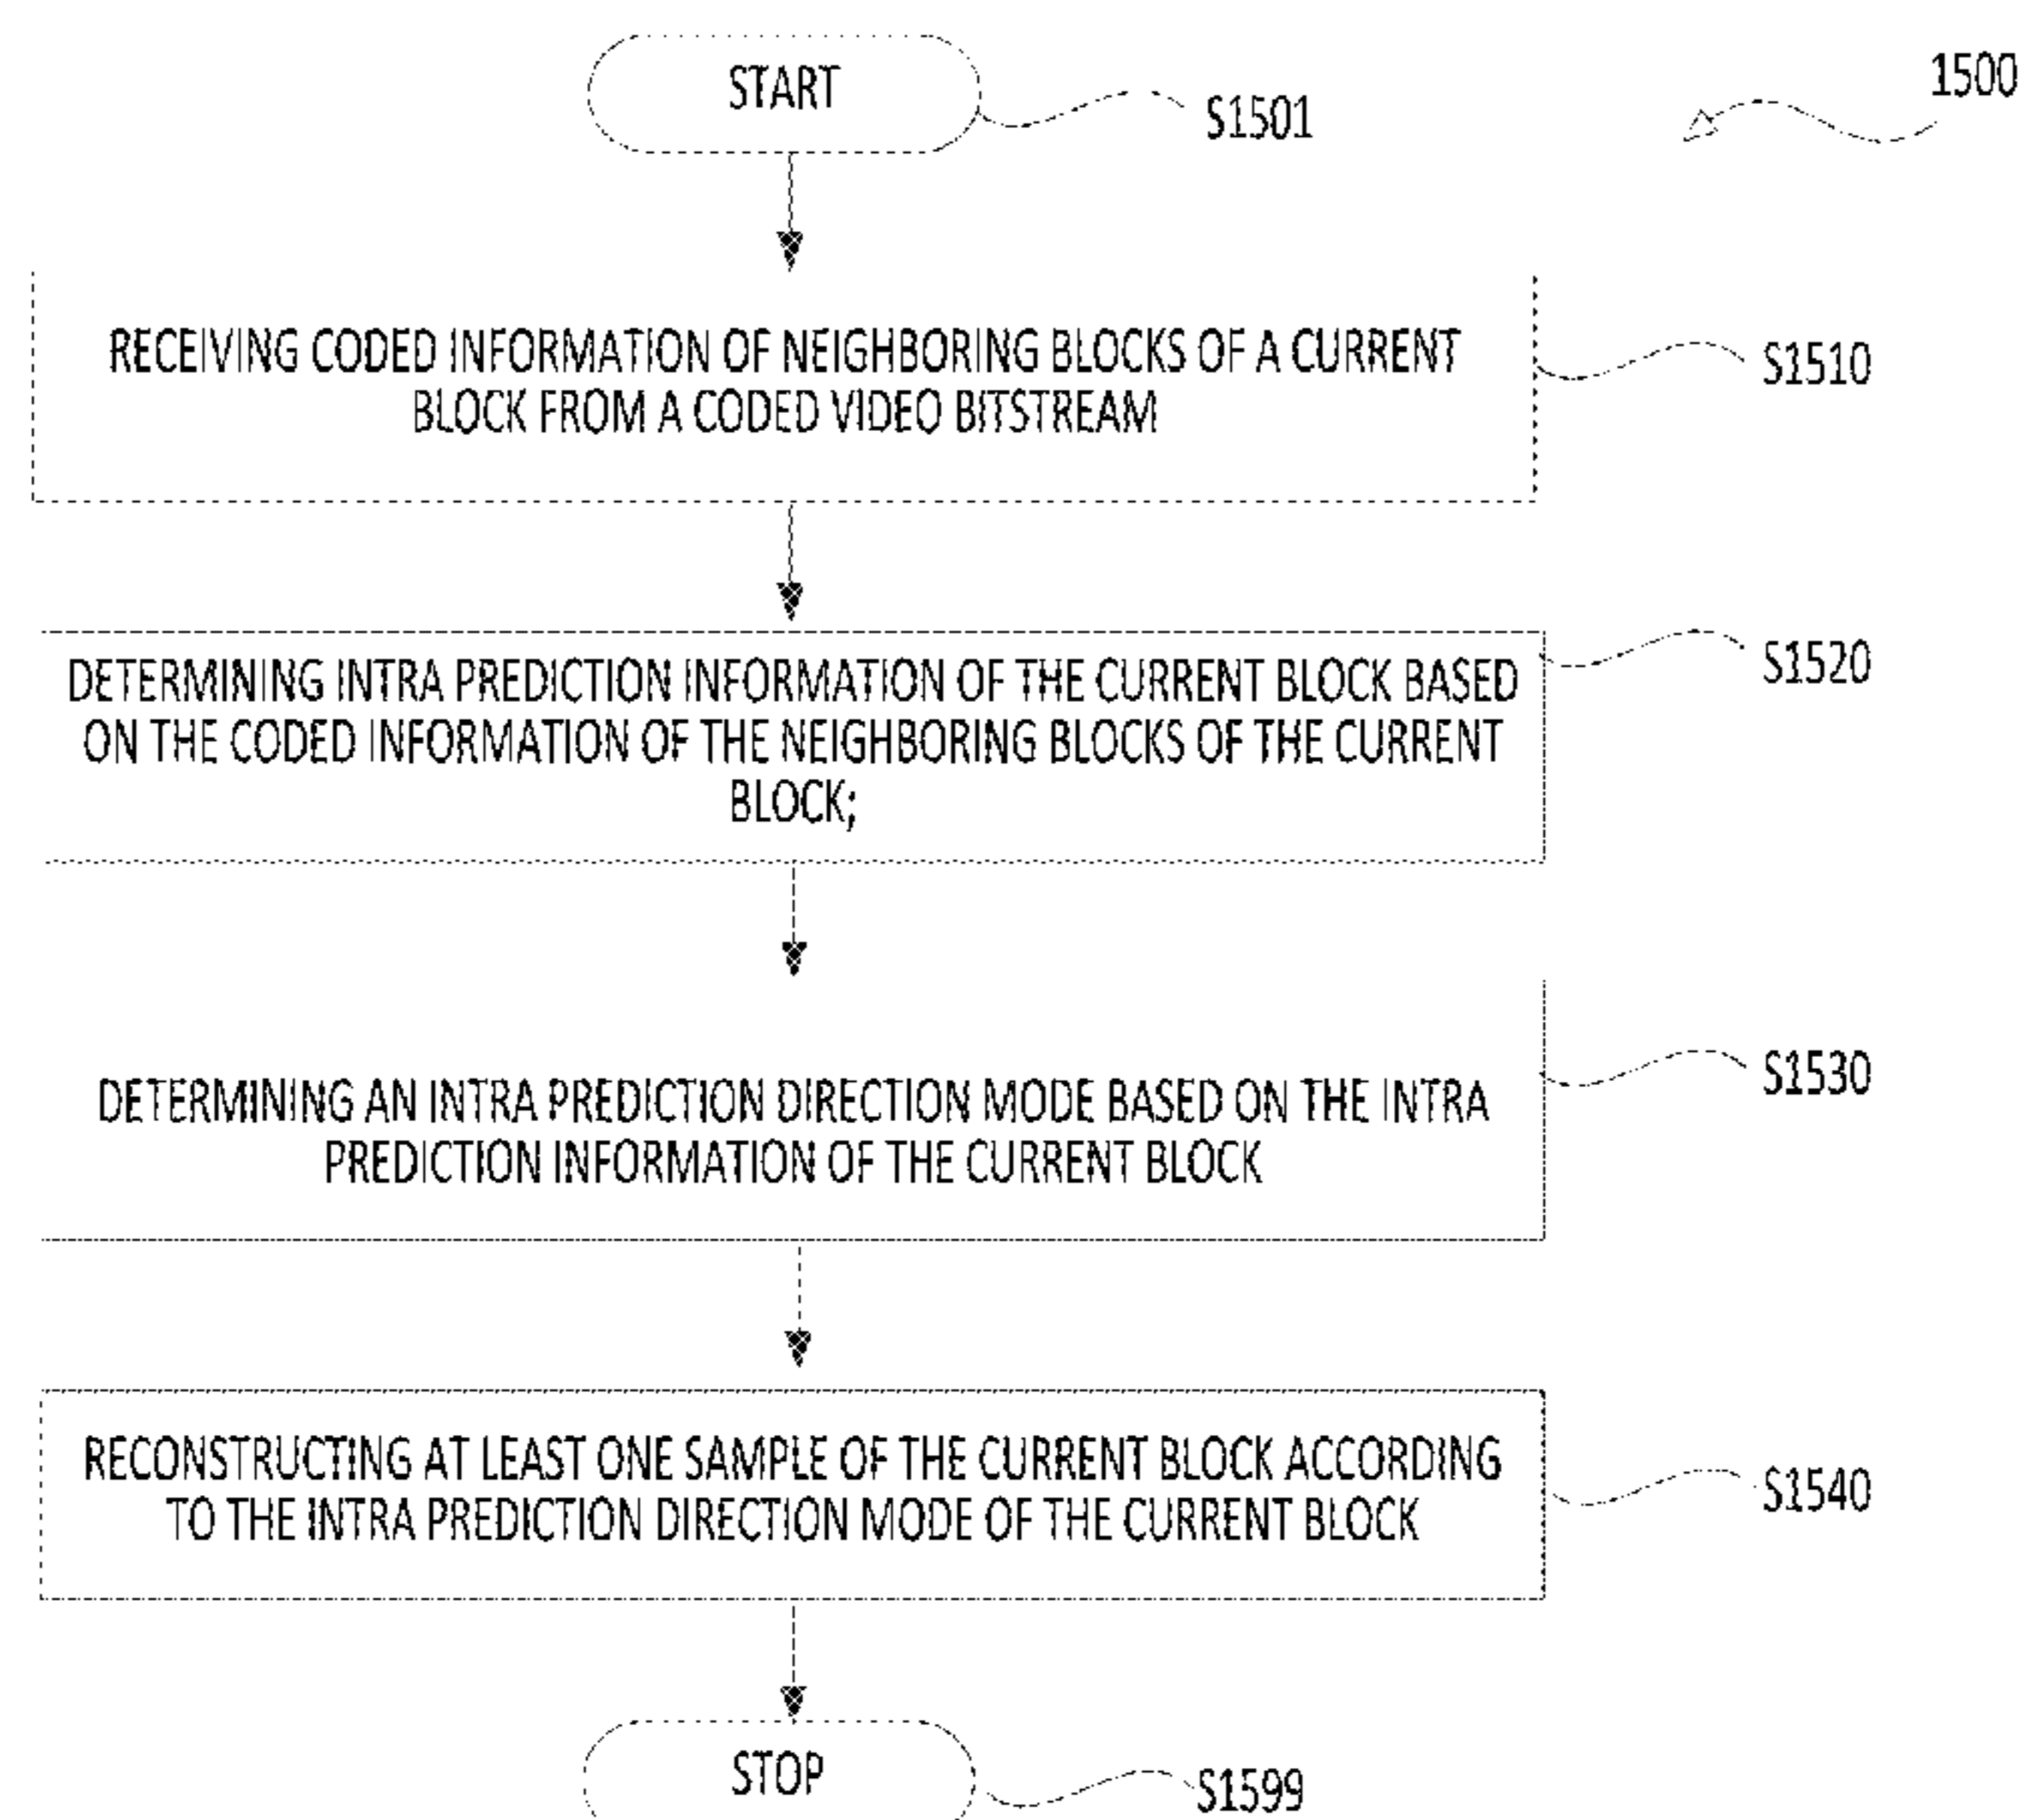 START
S1501
1500
RECEIVING CODED INFORMATION OF NEIGHBORING BLOCKS OF A CURRENT
BLOCK FROM A CODED VIDEO BITSTREAM
S1510
DETERMINING INTRA PREDICTION INFORMATION OF THE CURRENT BLOCK BASED
ON THE CODED INFORMATION OF THE NEIGHBORING BLOCKS OF THE CURRENT
BLOCK;
S1520
DETERMINING AN INTRA PREDICTION DIRECTION MODE BASED ON THE INTRA
PREDICTION INFORMATION OF THE CURRENT BLOCK
S1530
RECONSTRUCTING AT LEAST ONE SAMPLE OF THE CURRENT BLOCK ACCORDING
TO THE INTRA PREDICTION DIRECTION MODE OF THE CURRENT BLOCK
S1540
STOP
S1599